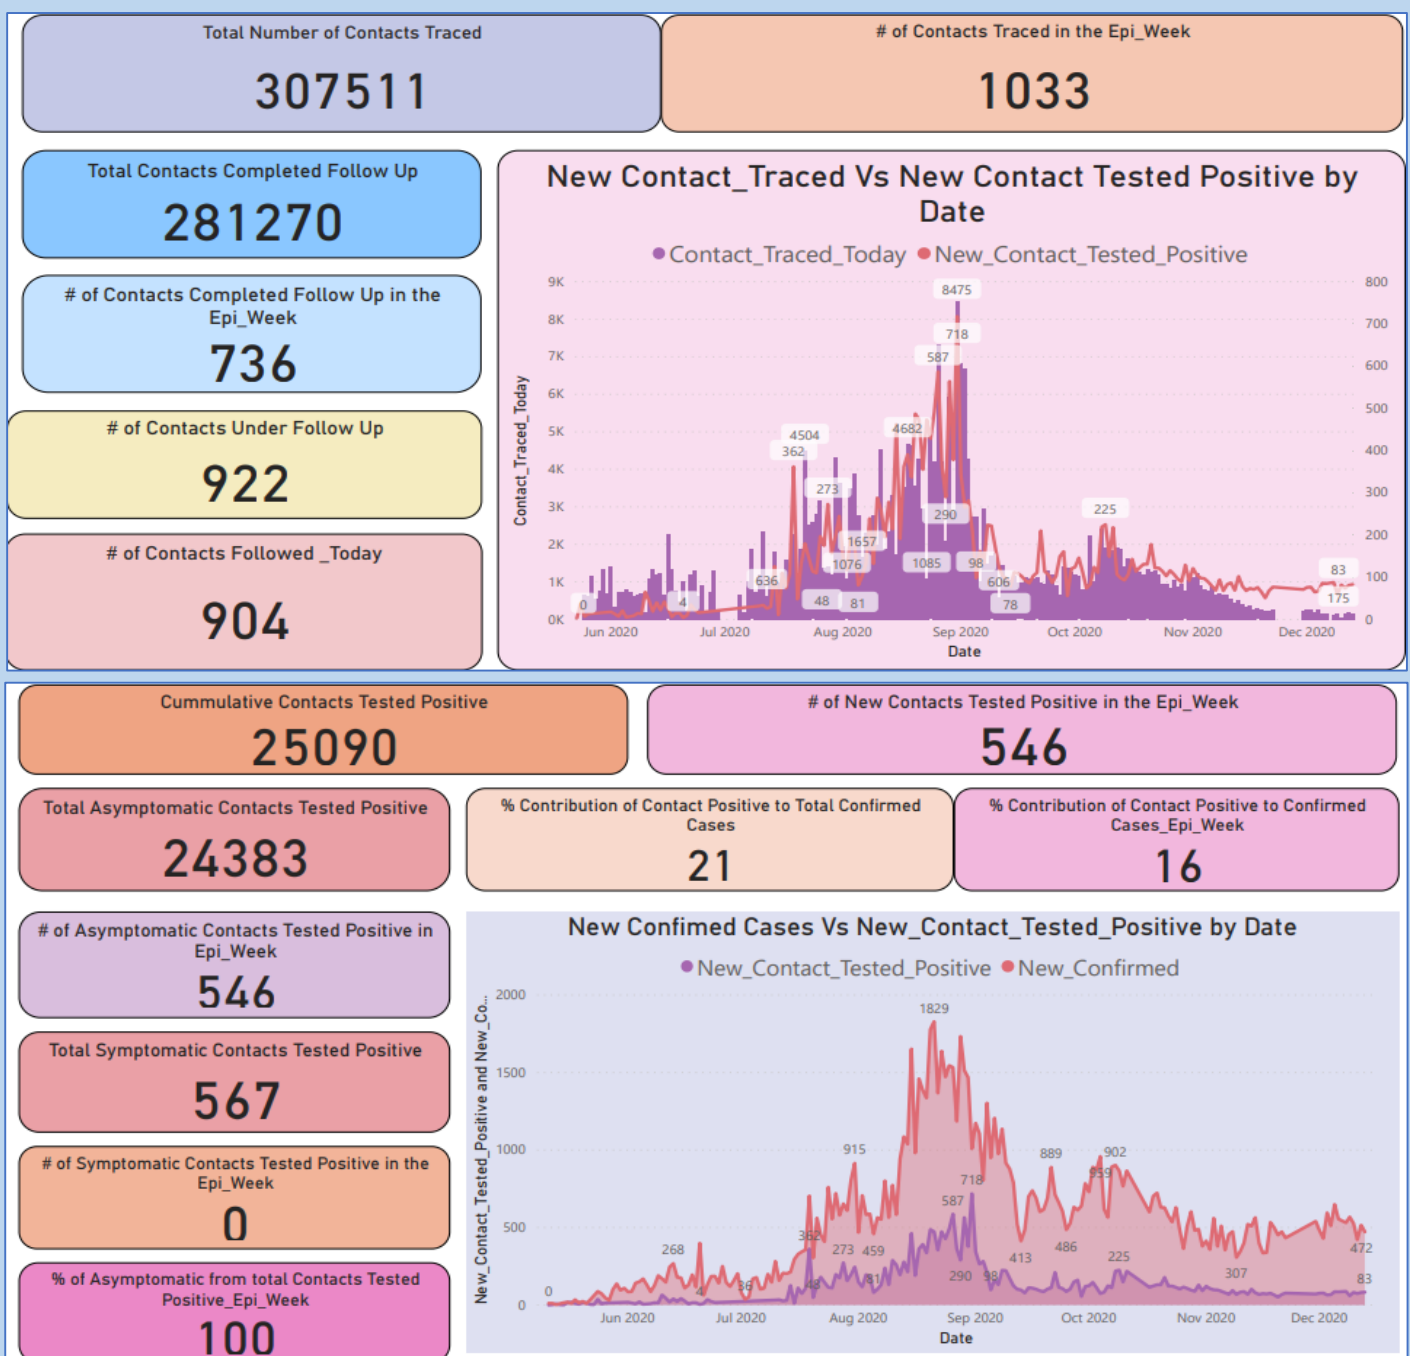 Total Number of Contacts Traced
307511
# of Contacts Traced in the Epi_Week
1033
Total Contacts Completed Follow Up
281270
# of Contacts Completed Follow Up in the
Epi_Week
736
# of Contacts Under Follow Up
922
# of Contacts Followed _Today
904
New Contact_Traced Vs New Contact Tested Positive by
Date
Contact_Traced_Today New_Contact_Tested_Positive
Contact_Traced_Today
9K
8K
7K
6K
5K
4K
3K
2K
1K
0K
800
700
600
500
400
300
200
100
0
8475
718
587
4504
362
4682
273
290
225
1657
1076
1085
98
636
606
83
0
4
48
81
78
175
Jun 2020 Jul 2020 Aug 2020 Sep 2020 Oct 2020 Nov 2020 Dec 2020
Date
Cummulative Contacts Tested Positive
25090
# of New Contacts Tested Positive in the Epi_Week
546
Total Asymptomatic Contacts Tested Positive
24383
% Contribution of Contact Positive to Total Confirmed
Cases
21
% Contribution of Contact Positive to Confirmed
Cases_Epi_Week
16
# of Asymptomatic Contacts Tested Positive in
Epi_Week
546
Total Symptomatic Contacts Tested Positive
567
# of Symptomatic Contacts Tested Positive in the
Epi_Week
0
% of Asymptomatic from total Contacts Tested
Positive_Epi_Week
100
New Confimed Cases Vs New_Contact_Tested_Positive by Date
New_Contact_Tested_Positive New_Confirmed
New_Contact_Tested_Positive and New_Co...
2000
1500
1000
500
0
1829
915
889
902
959
718
587
362
268
273
459
413
486
225
472
0
4
36
48
81
290
98
307
83
Jun 2020 Jul 2020 Aug 2020 Sep 2020 Oct 2020 Nov 2020 Dec 2020
Date